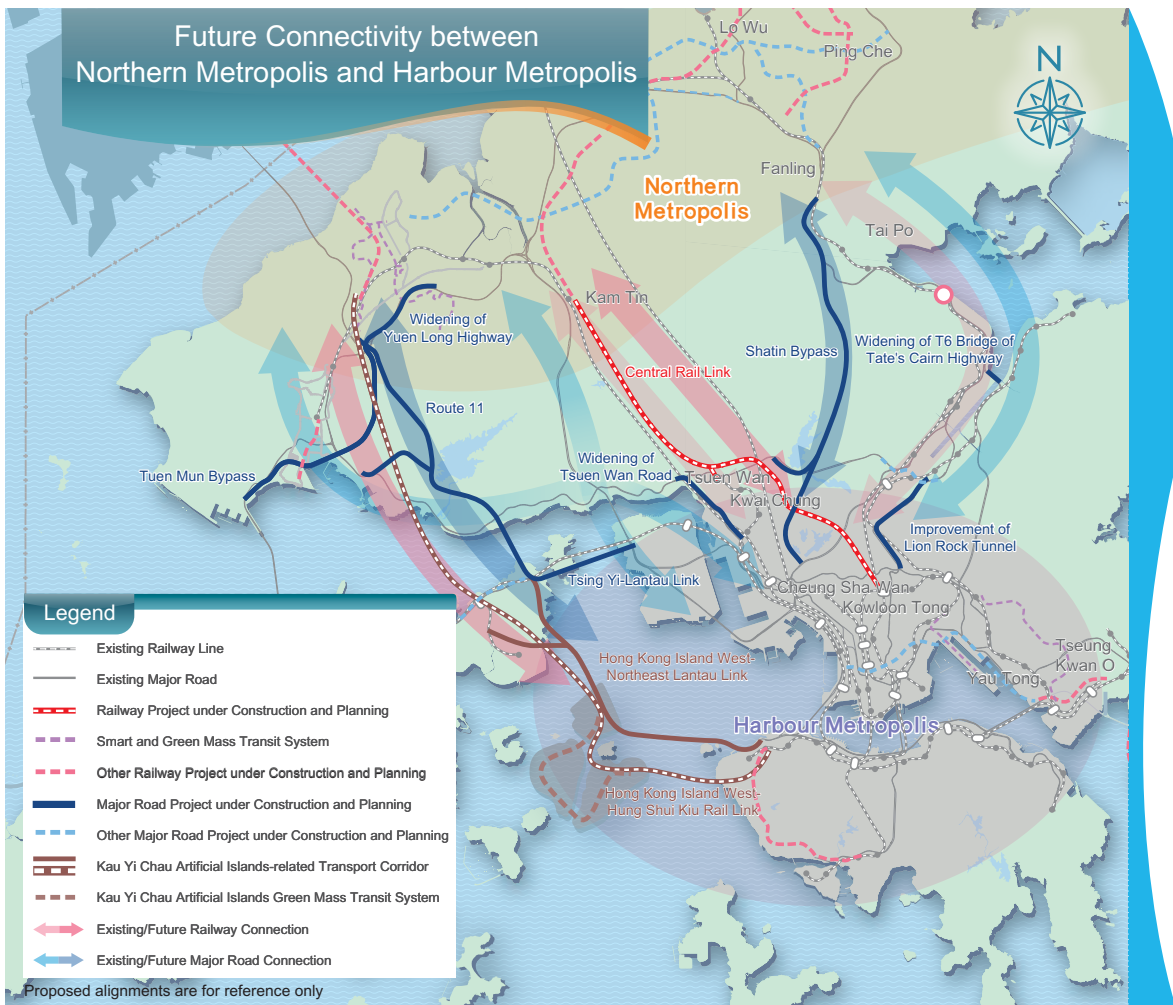 Future Connectivity between
Northern Metropolis and Harbour Metropolis
Lo Wu
Ping Che
N
Fanling
Northern
Metropolis
Tai Po
Kam Tin
Widening of
Yuen Long Highway
Shatin Bypass
Widening of T6 Bridge of
Tate's Cairn Highway
Central Rail Link
Route 11
Tuen Mun Bypass
Widening of
Tsuen Wan Road
Tsuen Wan
Kwai Chung
Improvement of
Lion Rock Tunnel
Tsing Yi-Lantau Link
Cheung Sha Wan
Kowloon Tong
Tseung
Kwan O
Yau Tong
Hong Kong Island West-
Northeast Lantau Link
Harbour Metropolis
Hong Kong Island West-
Hung Shui Kiu Rail Link
Legend
Existing Railway Line
Existing Major Road
Railway Project under Construction and Planning
Smart and Green Mass Transit System
Other Railway Project under Construction and Planning
Major Road Project under Construction and Planning
Other Major Road Project under Construction and Planning
Kau Yi Chau Artificial Islands-related Transport Corridor
Kau Yi Chau Artificial Islands Green Mass Transit System
Existing/Future Railway Connection
Existing/Future Major Road Connection
Proposed alignments are for reference only